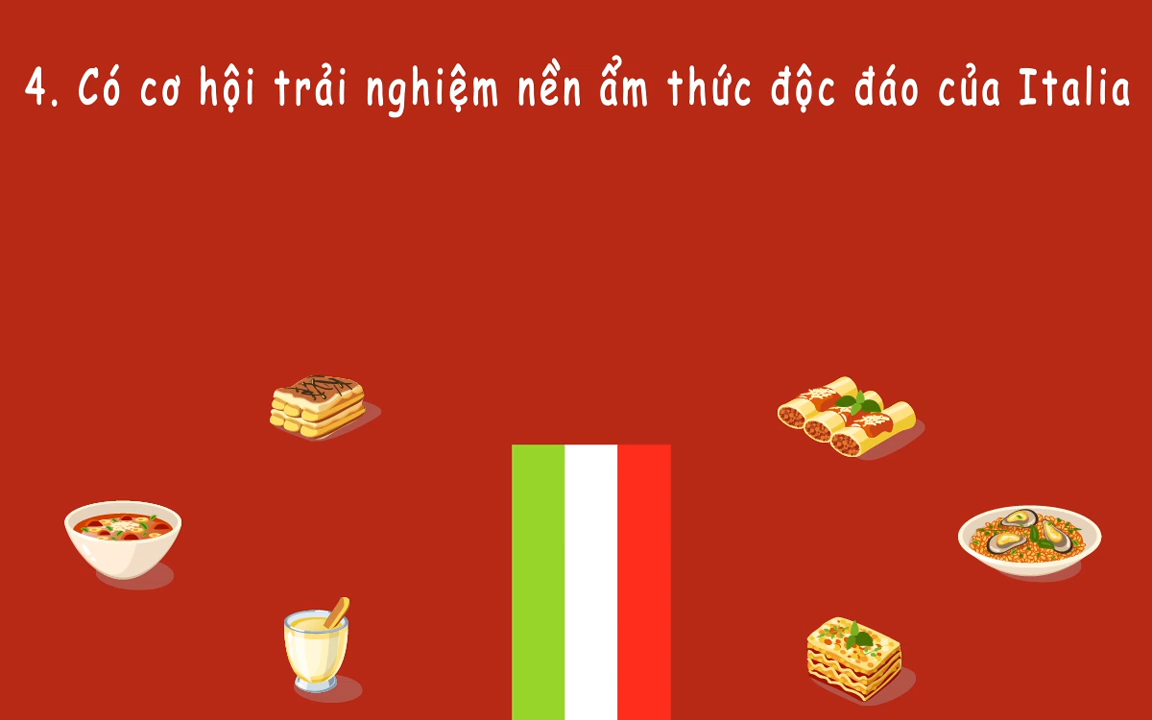 4. Có cơ hội trải nghiệm nền ẩm thức độc đáo của Italia